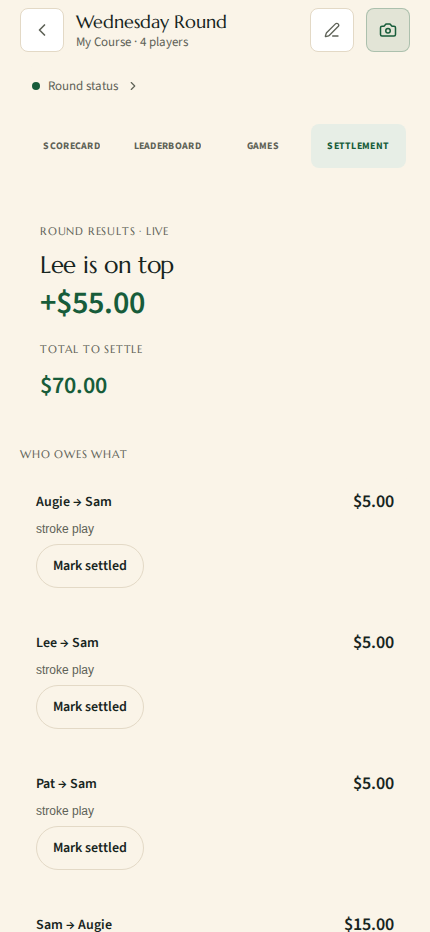 Wednesday Round
My Course · 4 players
Round status
SCORECARD
LEADERBOARD
GAMES
SETTLEMENT
ROUND RESULTS · LIVE
Lee is on top
+$55.00
TOTAL TO SETTLE
$70.00
WHO OWES WHAT
Augie → Sam
$5.00
stroke play
Mark settled
Lee → Sam
$5.00
stroke play
Mark settled
Pat → Sam
$5.00
stroke play
Mark settled
Sam → Augie
$15.00